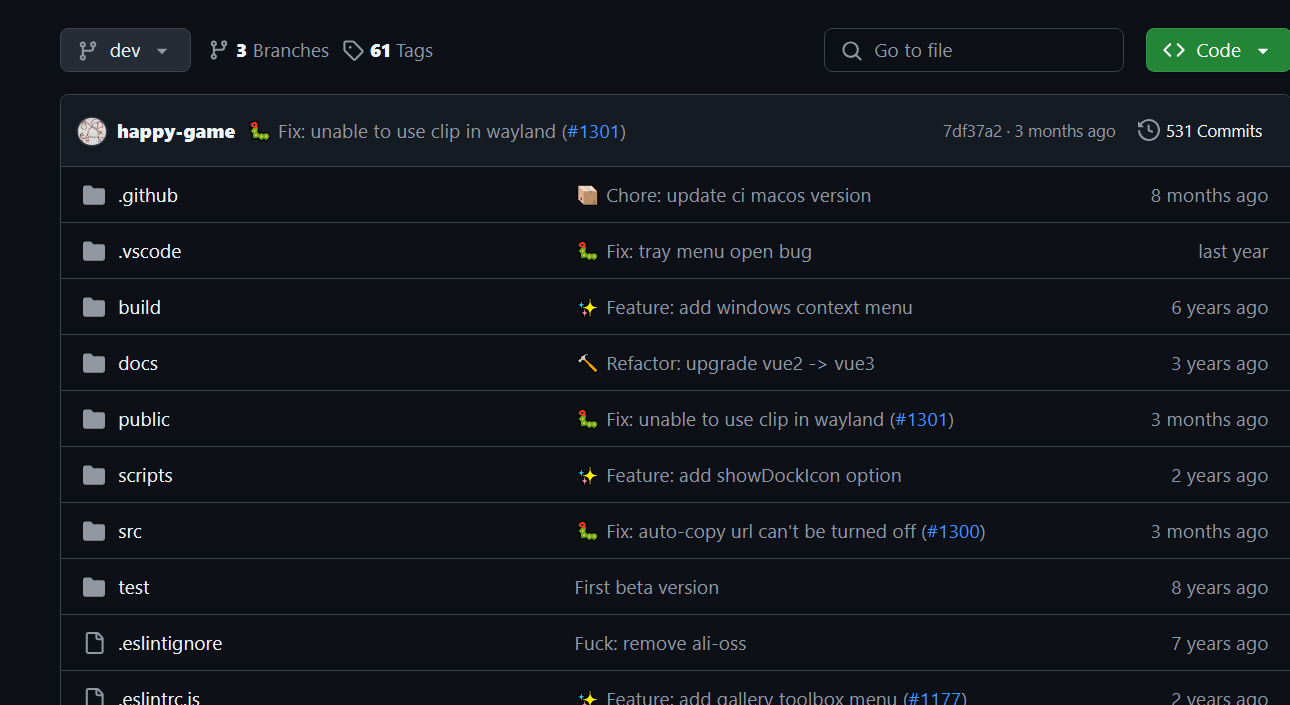 dev 3 Branches 61 Tags Go to file Code
happy-game Fix: unable to use clip in wayland (#1301) 7df37a2 · 3 months ago 531 Commits
.github Chore: update ci macos version 8 months ago
.vscode Fix: tray menu open bug last year
build Feature: add windows context menu 6 years ago
docs Refactor: upgrade vue2 -> vue3 3 years ago
public Fix: unable to use clip in wayland (#1301) 3 months ago
scripts Feature: add showDockIcon option 2 years ago
src Fix: auto-copy url can't be turned off (#1300) 3 months ago
test First beta version 8 years ago
.eslintignore Fuck: remove ali-oss 7 years ago
.eslintrc.js Feature: add gallery toolbox menu (#1177) 2 years ago